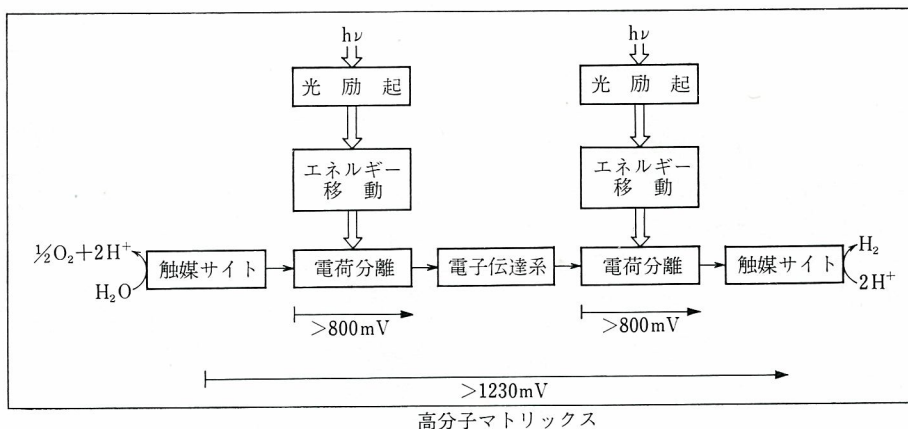 hν
hν
光励起
光励起
エネルギー
移動
エネルギー
移動
½O₂+2H⁺
H₂O
触媒サイト
電荷分離
電子伝達系
電荷分離
触媒サイト
H₂
2H⁺
>800mV
>800mV
>1230mV
高分子マトリックス